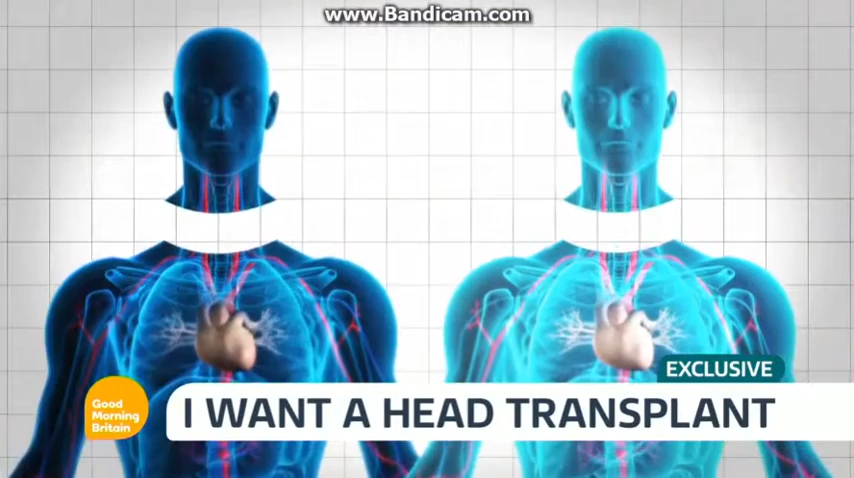 www.Bandicam.com
EXCLUSIVE
Good
Morning
Britain
I WANT A HEAD TRANSPLANT